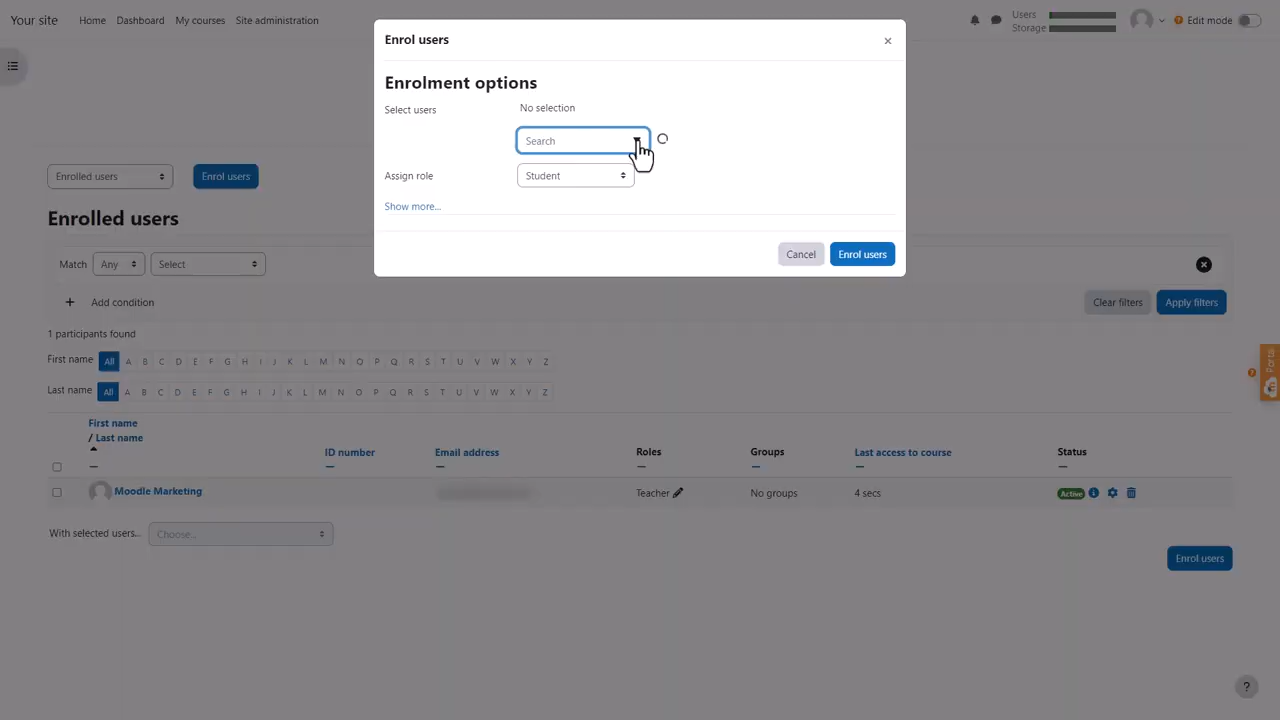 Your site
Home
Dashboard
My courses
Site administration
Users
Storage
Edit mode
Enrol users
×
Enrolment options
Select users
No selection
Search
Assign role
Student
Show more...
Cancel
Enrol users
Enrolled users
Enrol users
Enrolled users
Match
Any
Select
+ Add condition
Clear filters
Apply filters
1 participants found
First name All A B C D E F G H I J K L M N O P Q R S T U V W X Y Z
Last name All A B C D E F G H I J K L M N O P Q R S T U V W X Y Z
First name
/ Last name
ID number
Email address
Roles
Groups
Last access to course
Status
Moodle Marketing
Teacher
No groups
4 secs
Active
With selected users...
Choose...
Enrol users
?